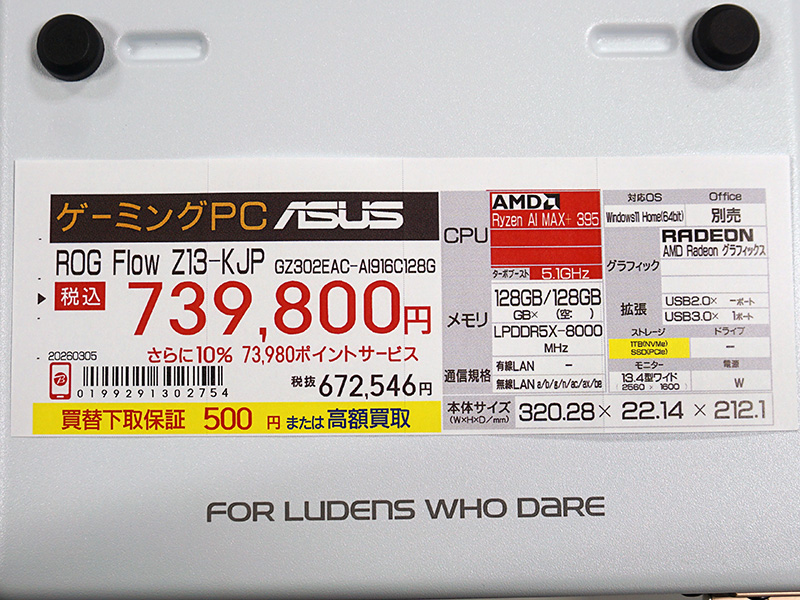 ゲーミングPC ASUS
ROG Flow Z13-KJP GZ302EAC-AI916C128G
▶ 税込 739,800円
さらに10% 73,980ポイントサービス
20260305
0199291302754
税抜 672,546円
買替下取保証 500 円 または 高額買取
CPU
AMD
Ryzen AI MAX+ 395
ターボブースト 5.1GHz
メモリ
128GB/128GB
GB× (空: )
LPDDR5X-8000
MHz
通信規格
有線LAN －
無線LAN a/b/g/n/ac/ax/be
対応OS Office
Windows11 Home(64bit) 別売
グラフィック
RADEON
AMD Radeon グラフィックス
拡張
USB2.0× －ポート
USB3.0× 1ポート
ストレージ ドライブ
1TB(NVMe)
SSD(PCIe)
－
モニター 電源
13.4型ワイド
(2560 × 1600)
W
本体サイズ
(W×H×D/mm)
320.28× 22.14 × 212.1
FOR LUDENS WHO DARE